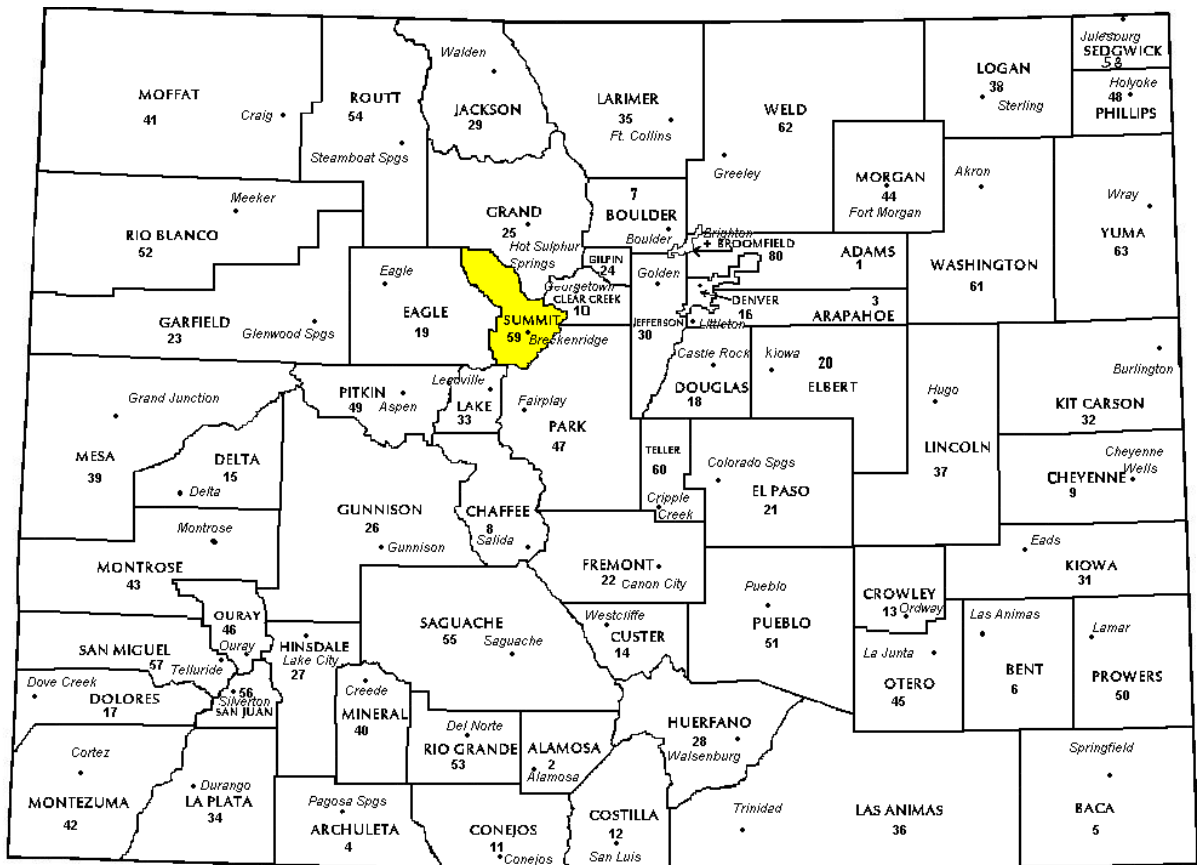 Walden
JACKSON
29
MOFFAT
41
Craig
ROUTT
54
Steamboat Spgs
LARIMER
35
Ft. Collins
WELD
62
Greeley
LOGAN
38
Sterling
Julesburg
SEDGWICK
58
Holyoke
48
PHILLIPS
MORGAN
44
Fort Morgan
Akron
WASHINGTON
61
Wray
YUMA
63
Meeker
RIO BLANCO
52
GRAND
25
Hot Sulphur
Springs
7
BOULDER
Boulder
Brighton
+ BROOMFIELD
80
ADAMS
1
GILPIN
24
Golden
Georgetown
CLEAR CREEK
10
DENVER
16
3
ARAPAHOE
Littleton
JEFFERSON
30
Eagle
EAGLE
19
SUMMIT
59
Breckenridge
GARFIELD
23
Glenwood Spgs
Castle Rock
DOUGLAS
18
Kiowa
20
ELBERT
Hugo
LINCOLN
37
Burlington
KIT CARSON
32
Grand Junction
MESA
39
PITKIN
49
Aspen
Leadville
LAKE
33
Fairplay
PARK
47
TELLER
60
Cripple
Creek
Colorado Spgs
EL PASO
21
Cheyenne
Wells
CHEYENNE
9
DELTA
15
Delta
GUNNISON
26
Gunnison
CHAFFEE
8
Salida
Montrose
MONTROSE
43
FREMONT
22
Canon City
Pueblo
PUEBLO
51
CROWLEY
13
Ordway
Eads
KIOWA
31
OURAY
46
Ouray
SAN MIGUEL
57
Telluride
HINSDALE
Lake City
27
SAGUACHE
55
Saguache
Westcliffe
CUSTER
14
La Junta
OTERO
45
Las Animas
BENT
6
Lamar
PROWERS
50
Dove Creek
DOLORES
17
56
Silverton
SAN JUAN
Creede
MINERAL
40
Del Norte
RIO GRANDE
53
ALAMOSA
2
Alamosa
HUERFANO
28
Walsenburg
Cortez
MONTEZUMA
42
Durango
LA PLATA
34
Pagosa Spgs
ARCHULETA
4
CONEJOS
11
Conejos
COSTILLA
12
San Luis
Trinidad
LAS ANIMAS
36
Springfield
BACA
5